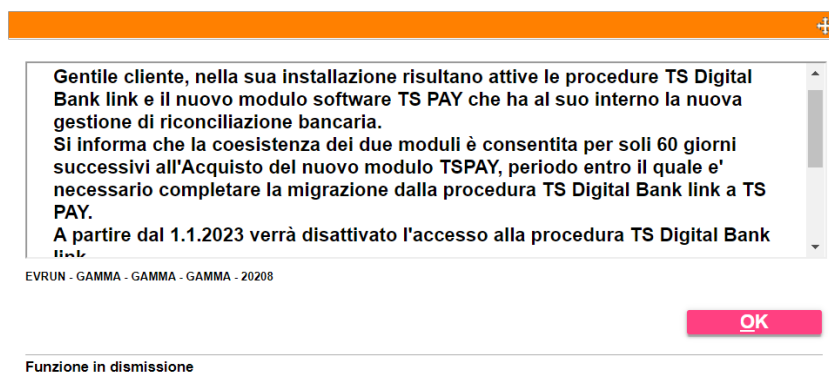 Gentile cliente, nella sua installazione risultano attive le procedure TS Digital
Bank link e il nuovo modulo software TS PAY che ha al suo interno la nuova
gestione di riconciliazione bancaria.
Si informa che la coesistenza dei due moduli è consentita per soli 60 giorni
successivi all'Acquisto del nuovo modulo TSPAY, periodo entro il quale e'
necessario completare la migrazione dalla procedura TS Digital Bank link a TS
PAY.
A partire dal 1.1.2023 verrà disattivato l'accesso alla procedura TS Digital Bank
link
EVRUN - GAMMA - GAMMA - GAMMA - 20208
OK
Funzione in dismissione